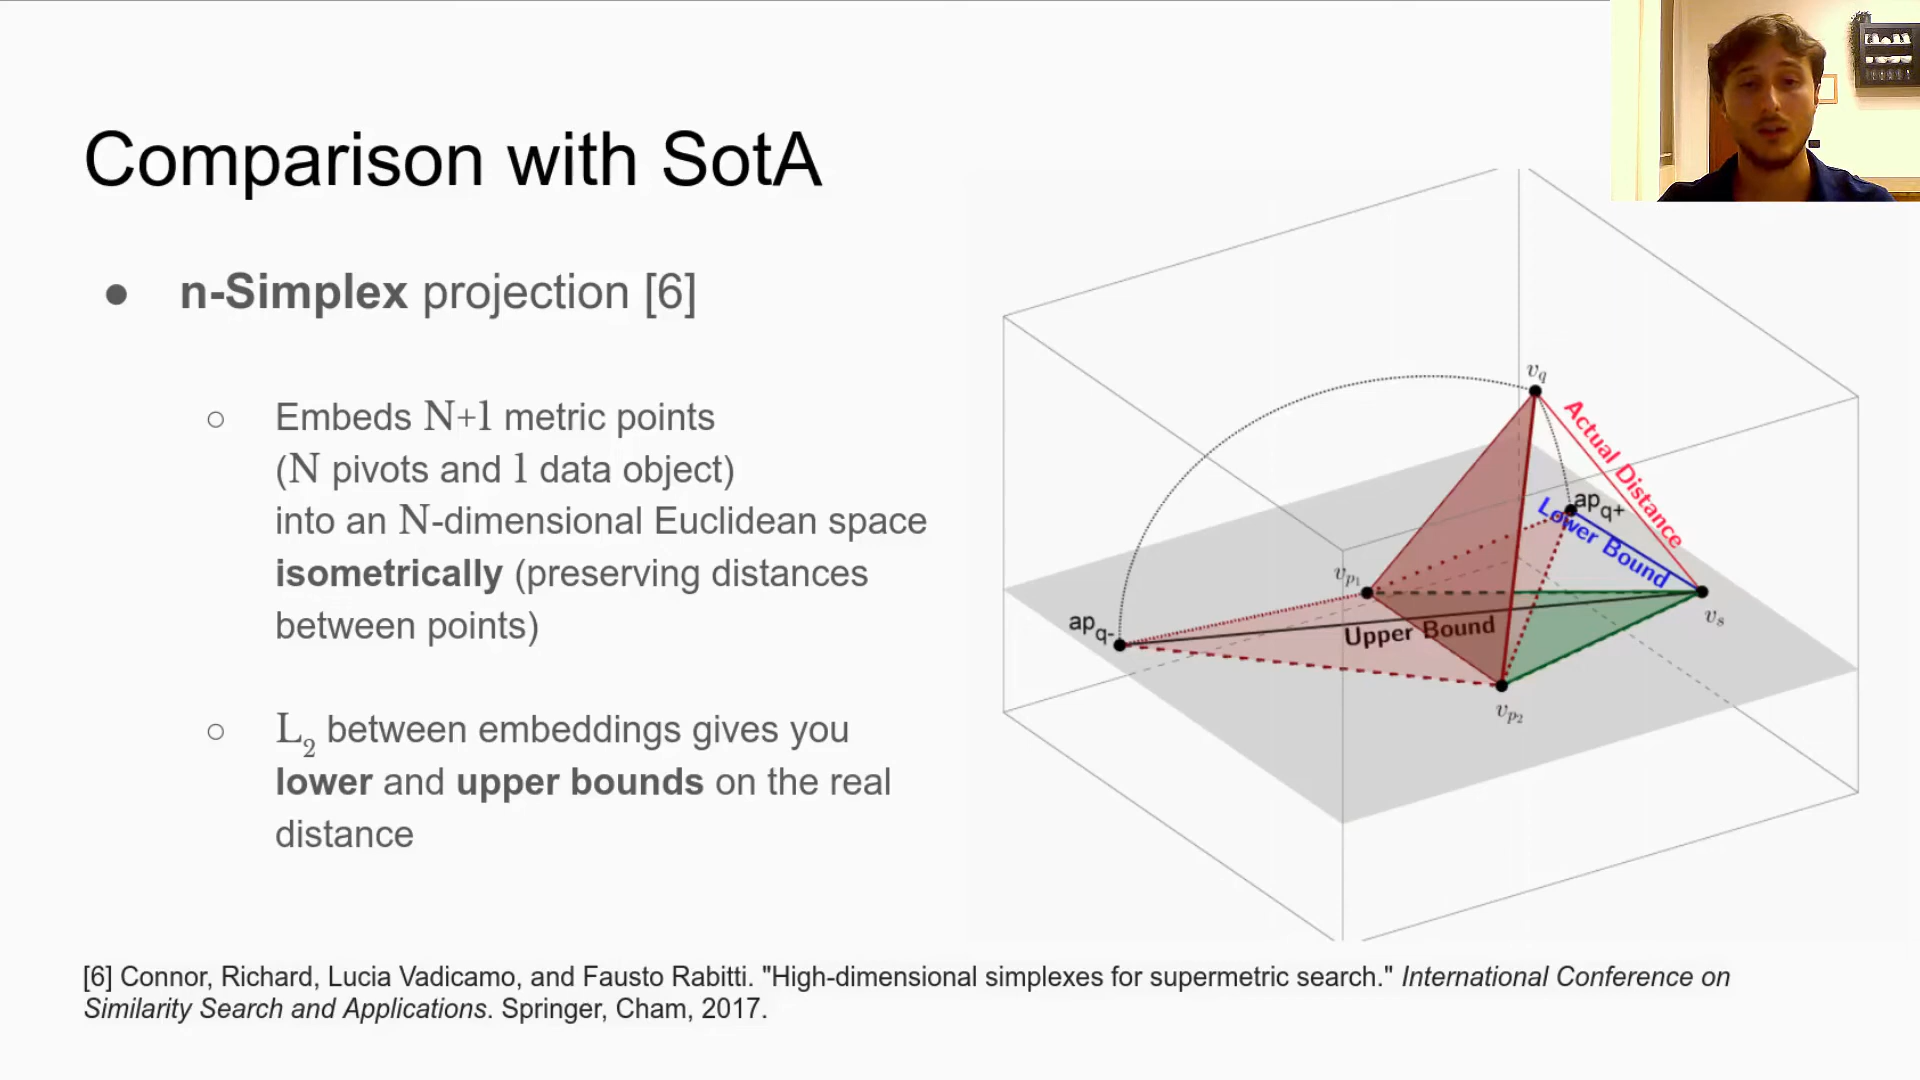 Comparison with SotA
● n-Simplex projection [6]
○ Embeds N+1 metric points
(N pivots and 1 data object)
into an N-dimensional Euclidean space
isometrically (preserving distances
between points)
○ L₂ between embeddings gives you
lower and upper bounds on the real
distance
v_q
Actual Distance
ap_q+
Lower Bound
v_p₁
ap_q-
Upper Bound
v_s
v_p₂
[6] Connor, Richard, Lucia Vadicamo, and Fausto Rabitti. "High-dimensional simplexes for supermetric search." International Conference on
Similarity Search and Applications. Springer, Cham, 2017.